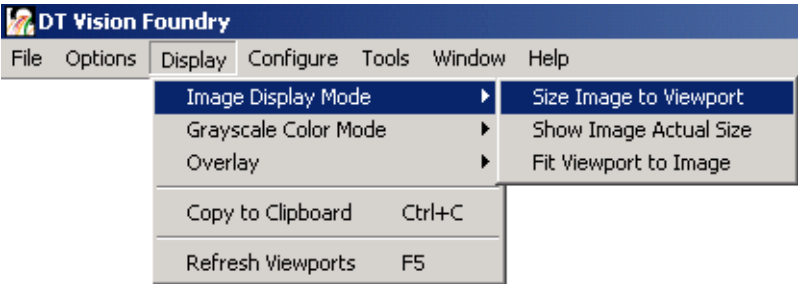 DT Vision Foundry
File Options Display Configure Tools Window Help
Image Display Mode Size Image to Viewport
Grayscale Color Mode Show Image Actual Size
Overlay Fit Viewport to Image
Copy to Clipboard Ctrl+C
Refresh Viewports F5